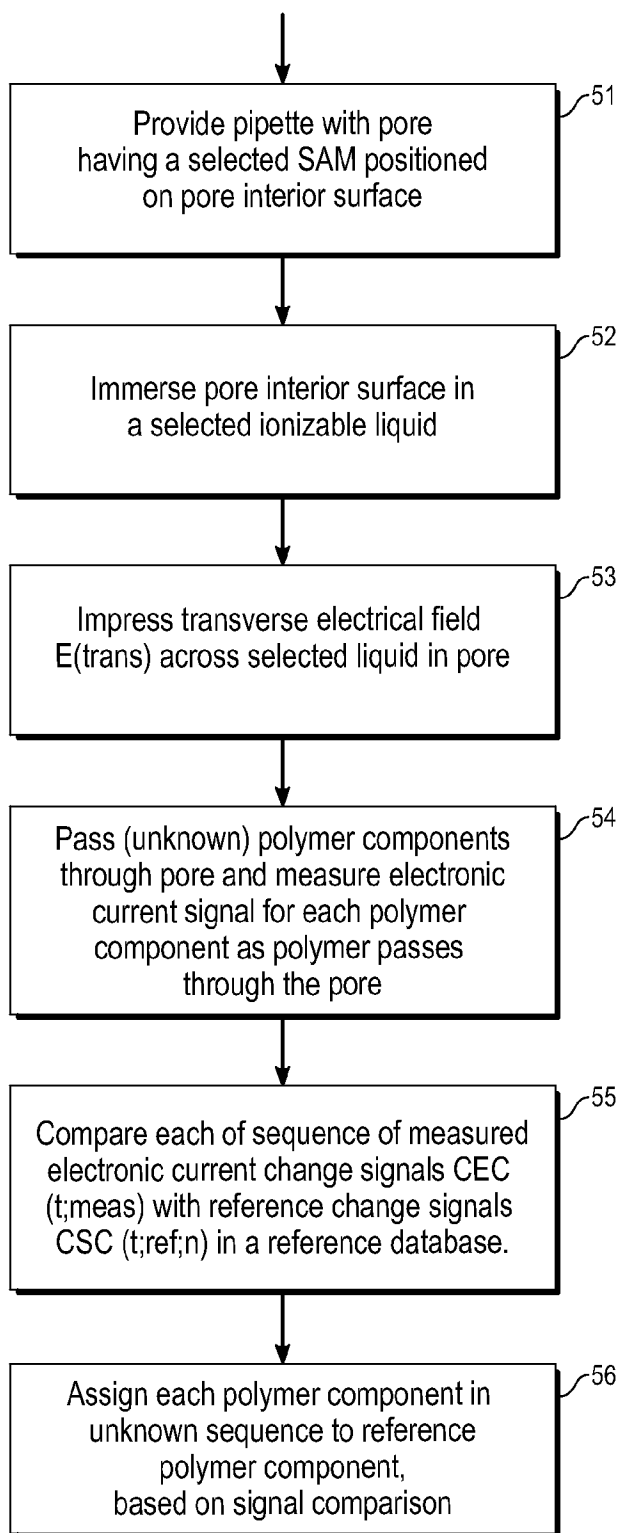 51
Provide pipette with pore
having a selected SAM positioned
on pore interior surface
52
Immerse pore interior surface in
a selected ionizable liquid
53
Impress transverse electrical field
E(trans) across selected liquid in pore
54
Pass (unknown) polymer components
through pore and measure electronic
current signal for each polymer
component as polymer passes
through the pore
55
Compare each of sequence of measured
electronic current change signals CEC
(t;meas) with reference change signals
CSC (t;ref;n) in a reference database.
56
Assign each polymer component in
unknown sequence to reference
polymer component,
based on signal comparison